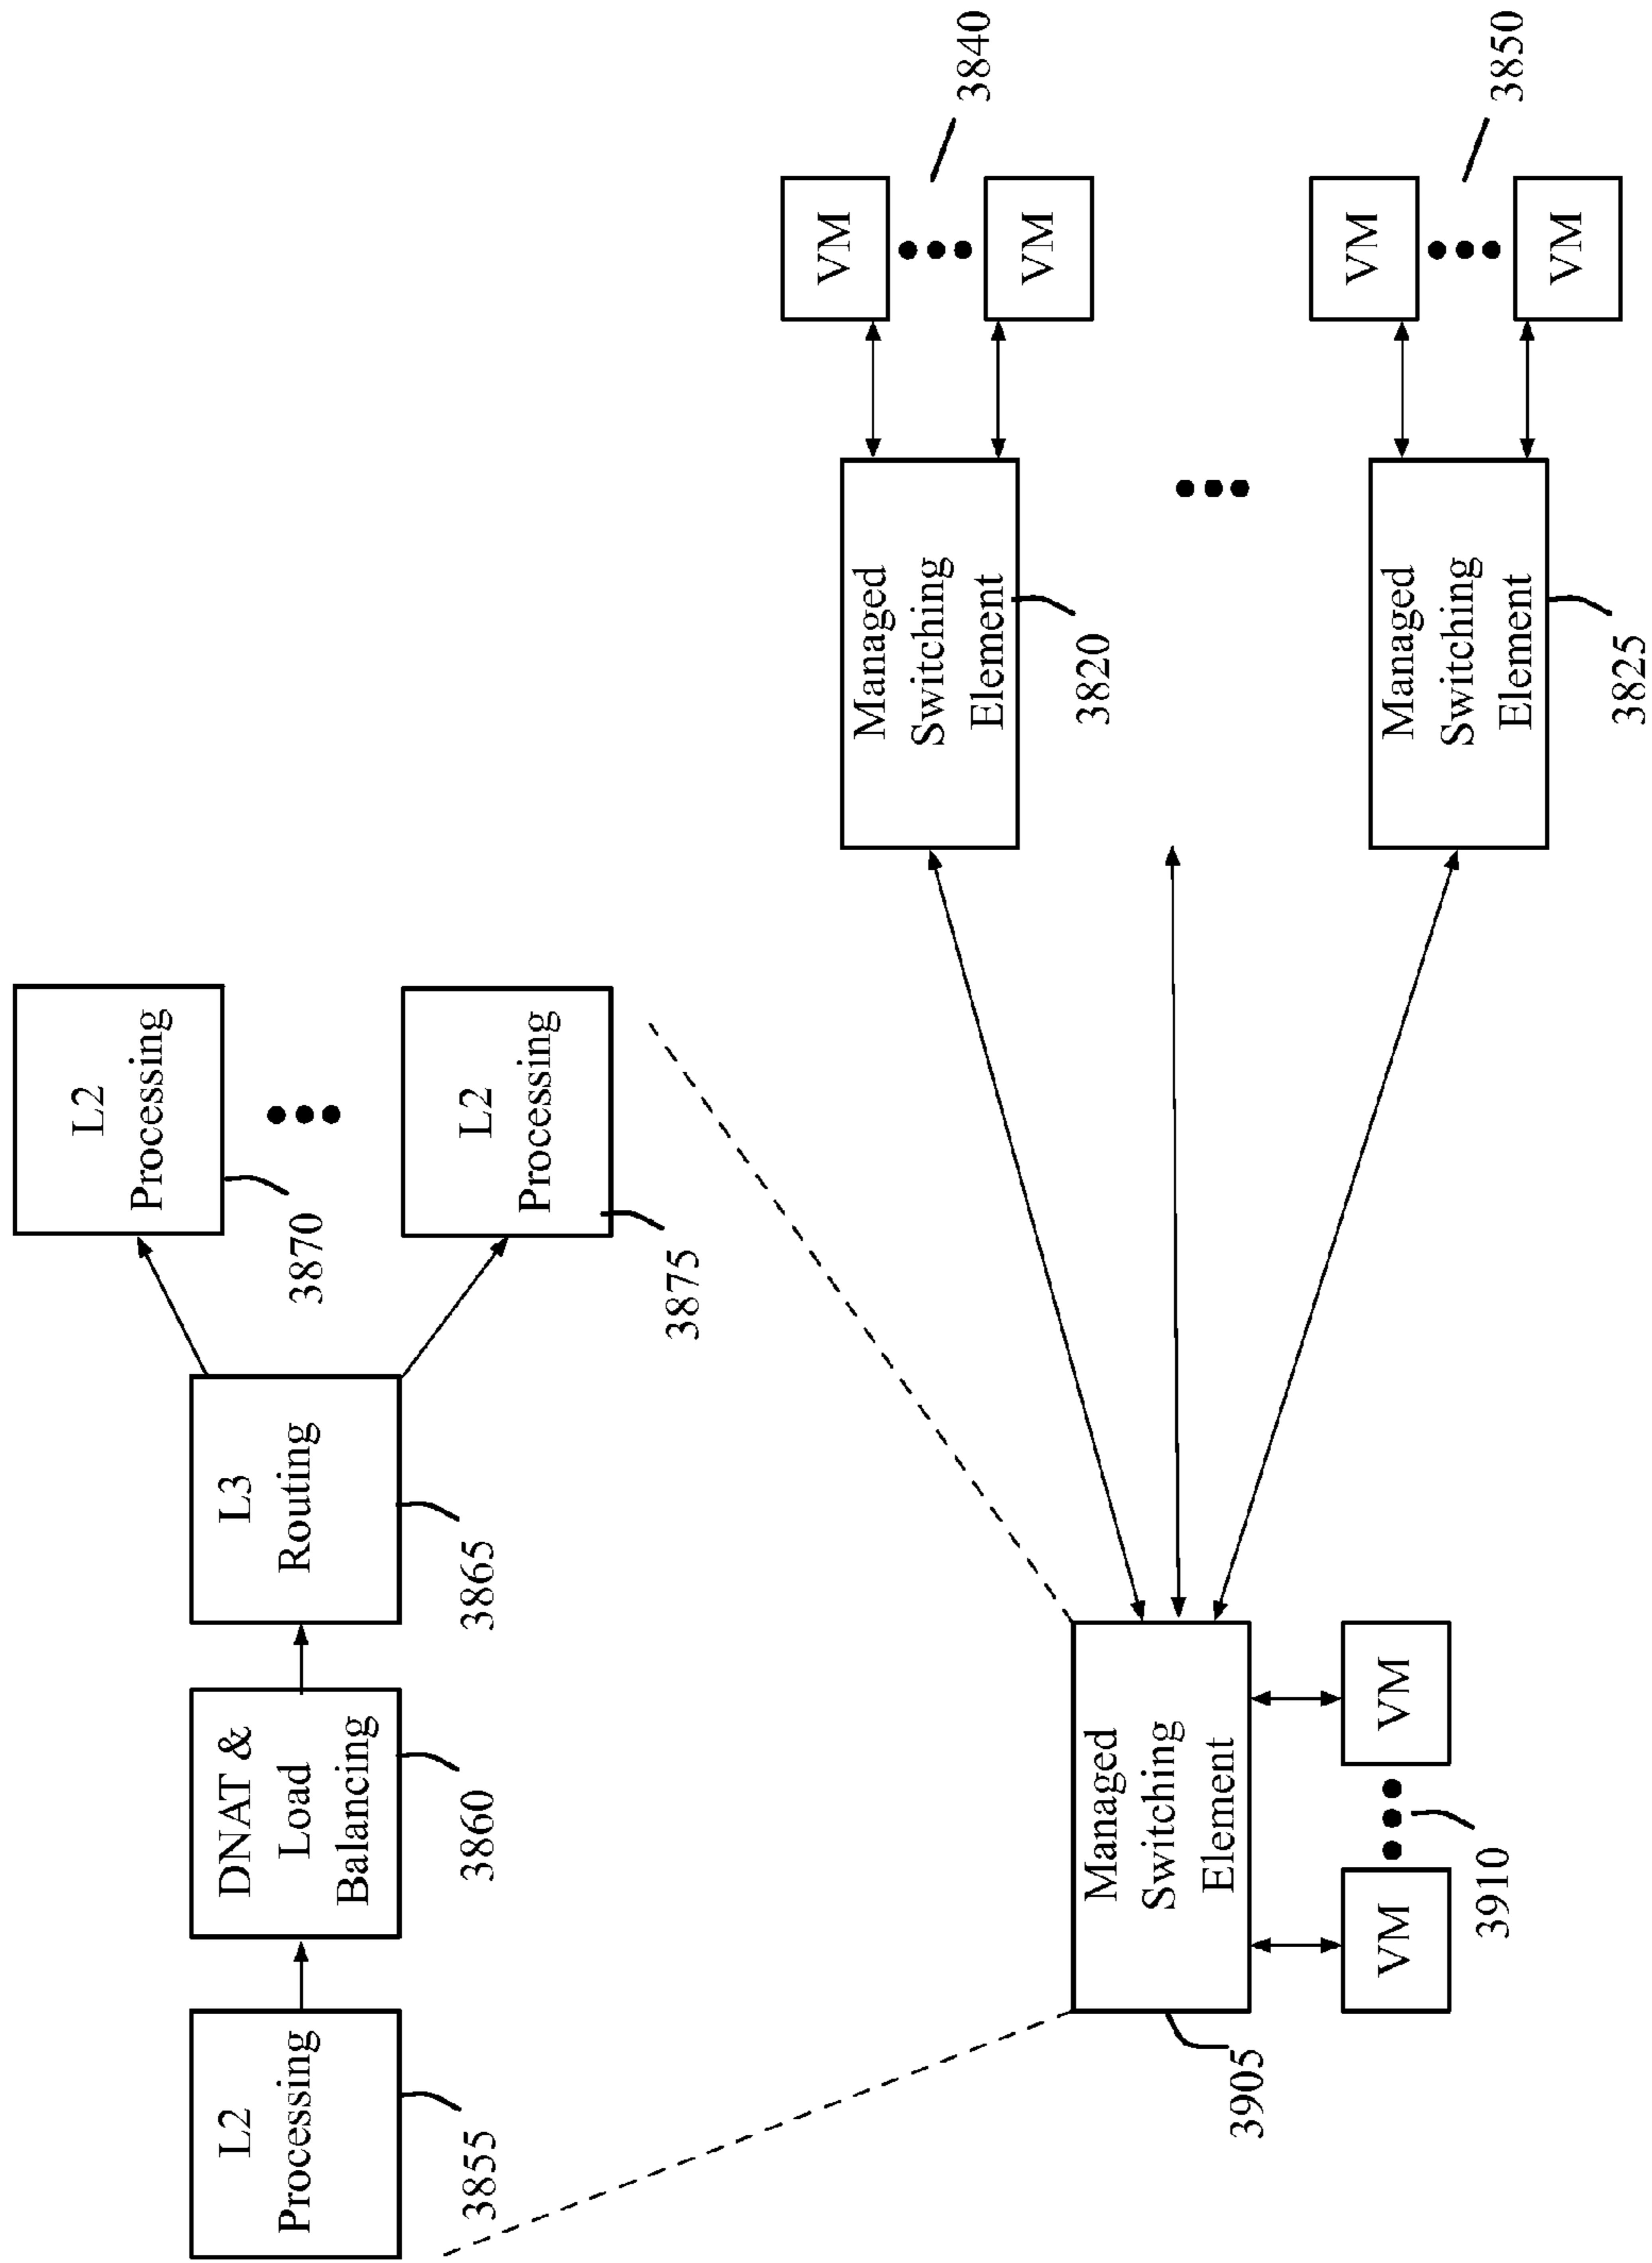 L2
Processing
3855
DNAT &
Load
Balancing
3860
L3
Routing
3865
L2
Processing
3870
L2
Processing
3875
Managed
Switching
Element
3905
VM
VM
3910
Managed
Switching
Element
3820
VM
VM
3840
Managed
Switching
Element
3825
VM
VM
3850